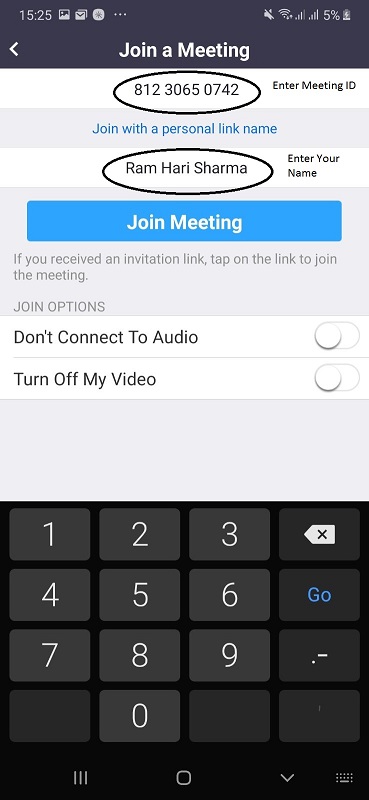 15:25 5%
Join a Meeting
812 3065 0742 Enter Meeting ID
Join with a personal link name
Ram Hari Sharma Enter Your
Name
Join Meeting
If you received an invitation link, tap on the link to join
the meeting.
JOIN OPTIONS
Don't Connect To Audio
Turn Off My Video
1 2 3
4 5 6 Go
7 8 9 .-
0 ,